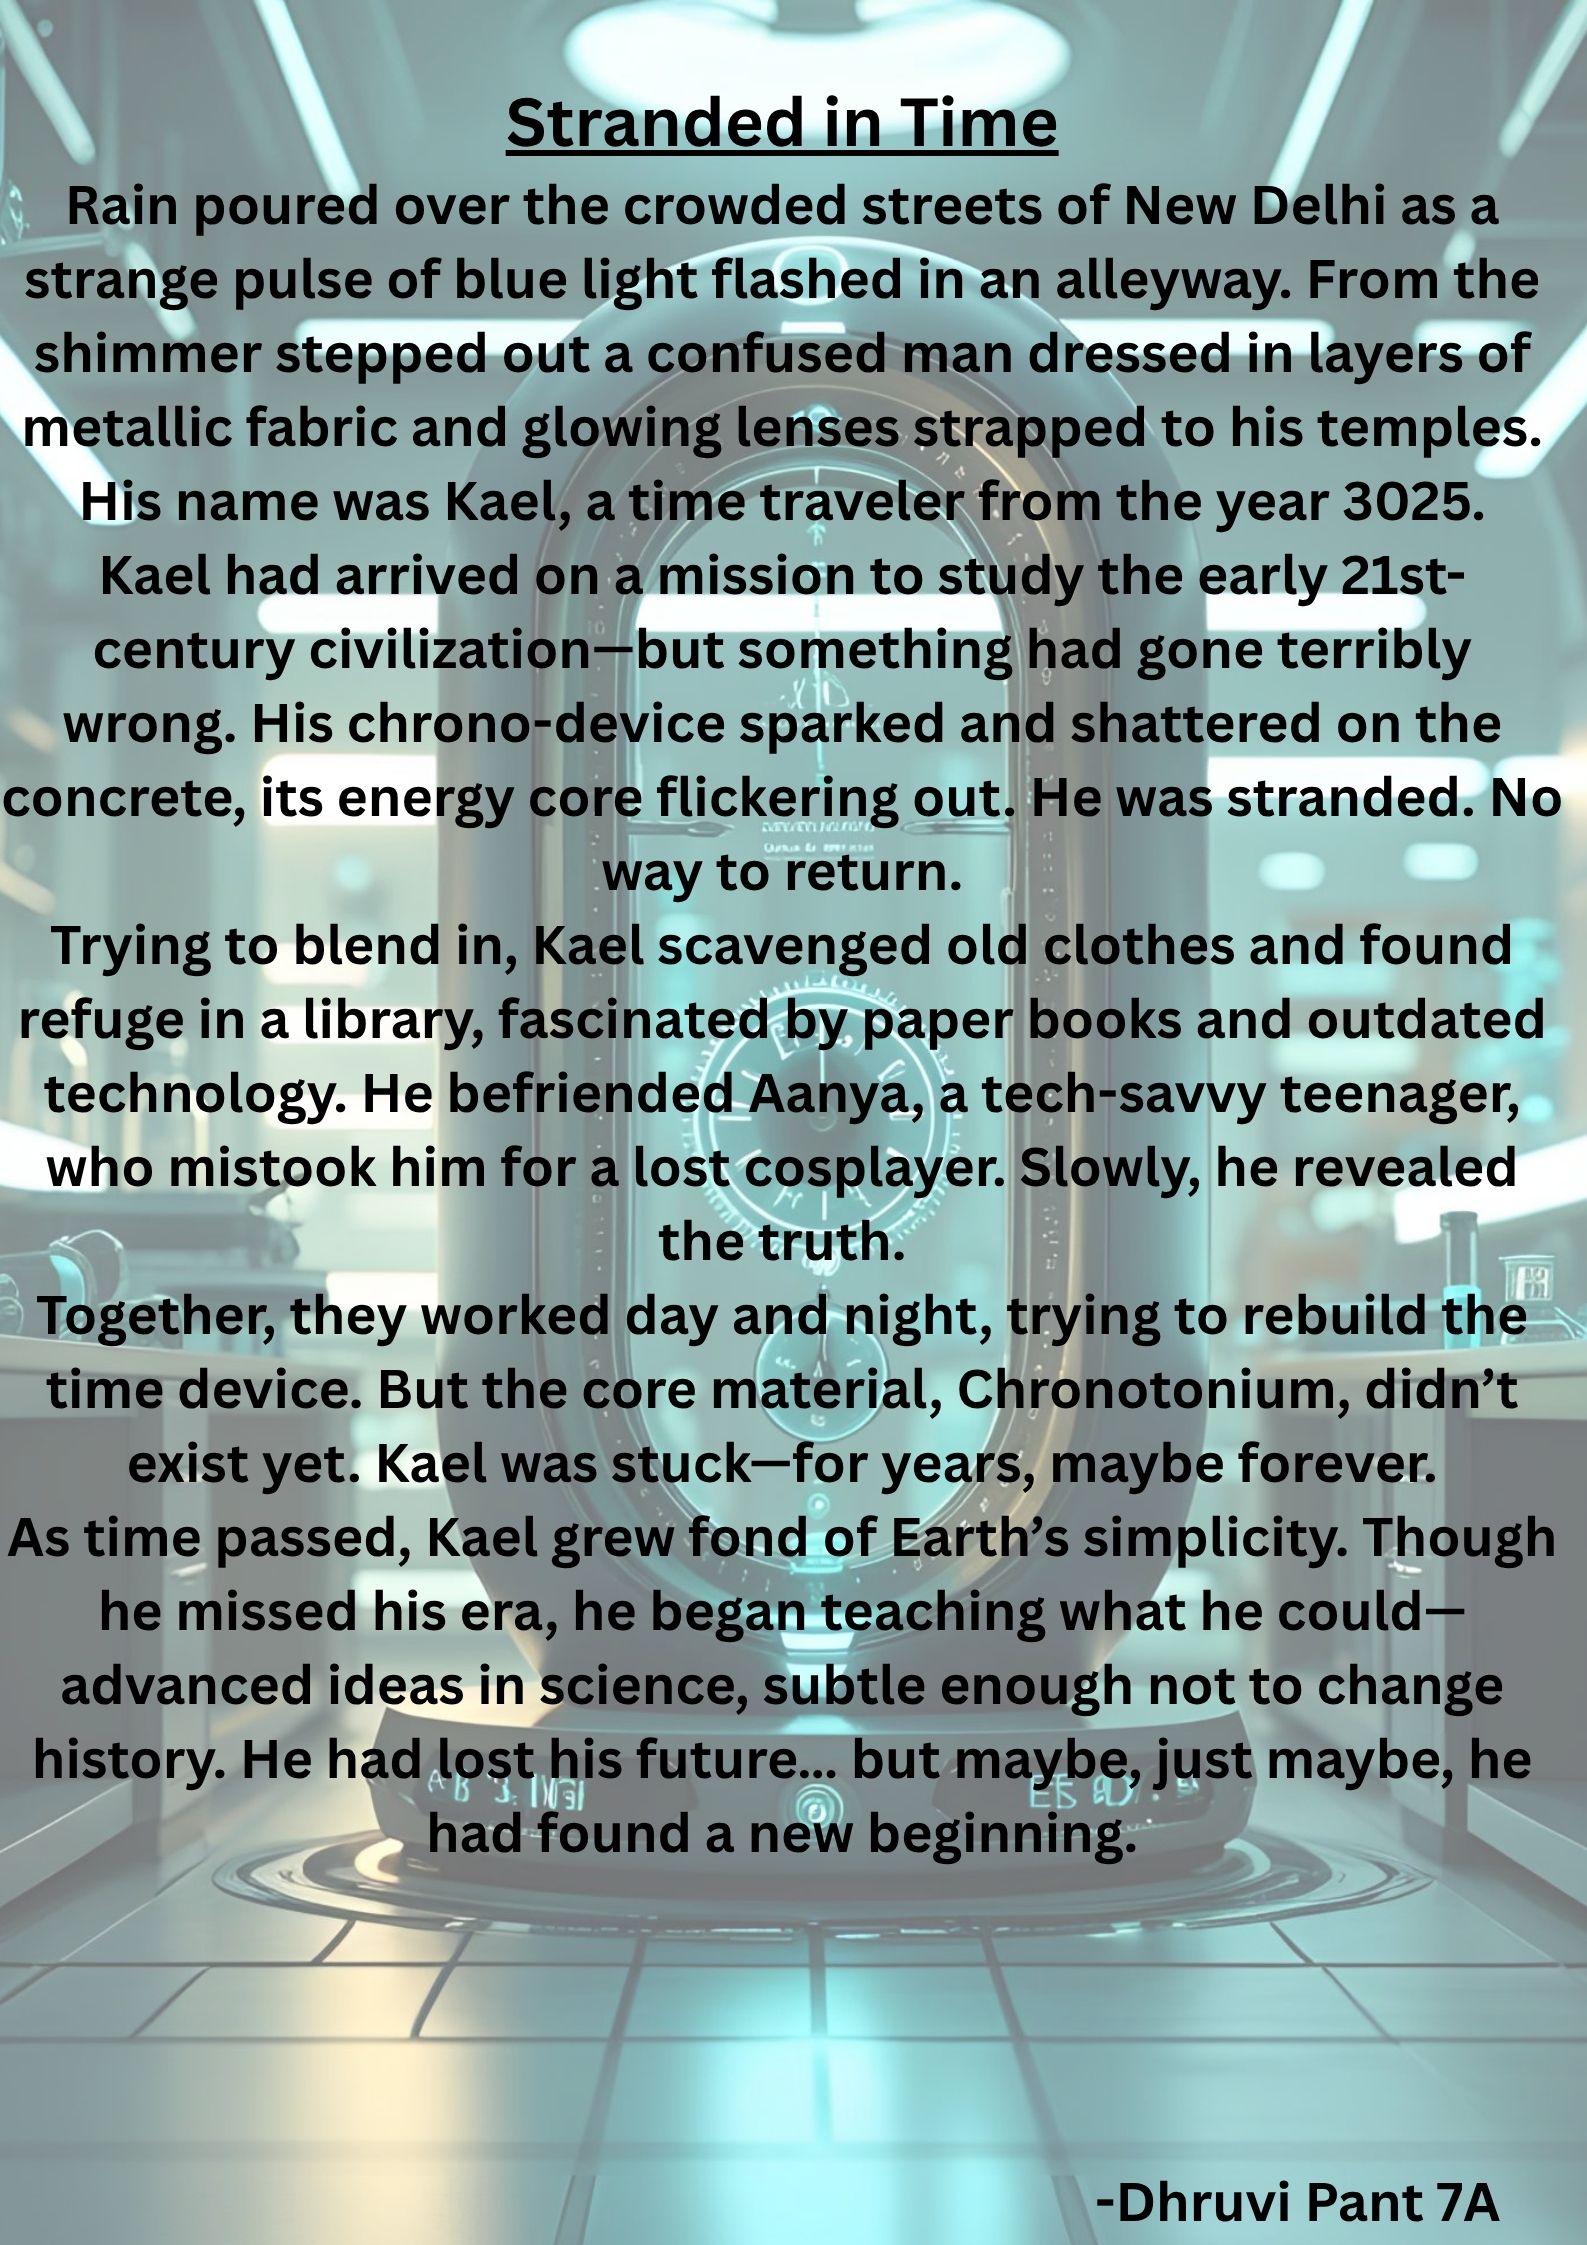 Stranded in Time
Rain poured over the crowded streets of New Delhi as a
strange pulse of blue light flashed in an alleyway. From the
shimmer stepped out a confused man dressed in layers of
metallic fabric and glowing lenses strapped to his temples.
His name was Kael, a time traveler from the year 3025.
Kael had arrived on a mission to study the early 21st-
century civilization—but something had gone terribly
wrong. His chrono-device sparked and shattered on the
concrete, its energy core flickering out. He was stranded. No
way to return.
Trying to blend in, Kael scavenged old clothes and found
refuge in a library, fascinated by paper books and outdated
technology. He befriended Aanya, a tech-savvy teenager,
who mistook him for a lost cosplayer. Slowly, he revealed
the truth.
Together, they worked day and night, trying to rebuild the
time device. But the core material, Chronotonium, didn’t
exist yet. Kael was stuck—for years, maybe forever.
As time passed, Kael grew fond of Earth’s simplicity. Though
he missed his era, he began teaching what he could—
advanced ideas in science, subtle enough not to change
history. He had lost his future... but maybe, just maybe, he
had found a new beginning.
-Dhruvi Pant 7A